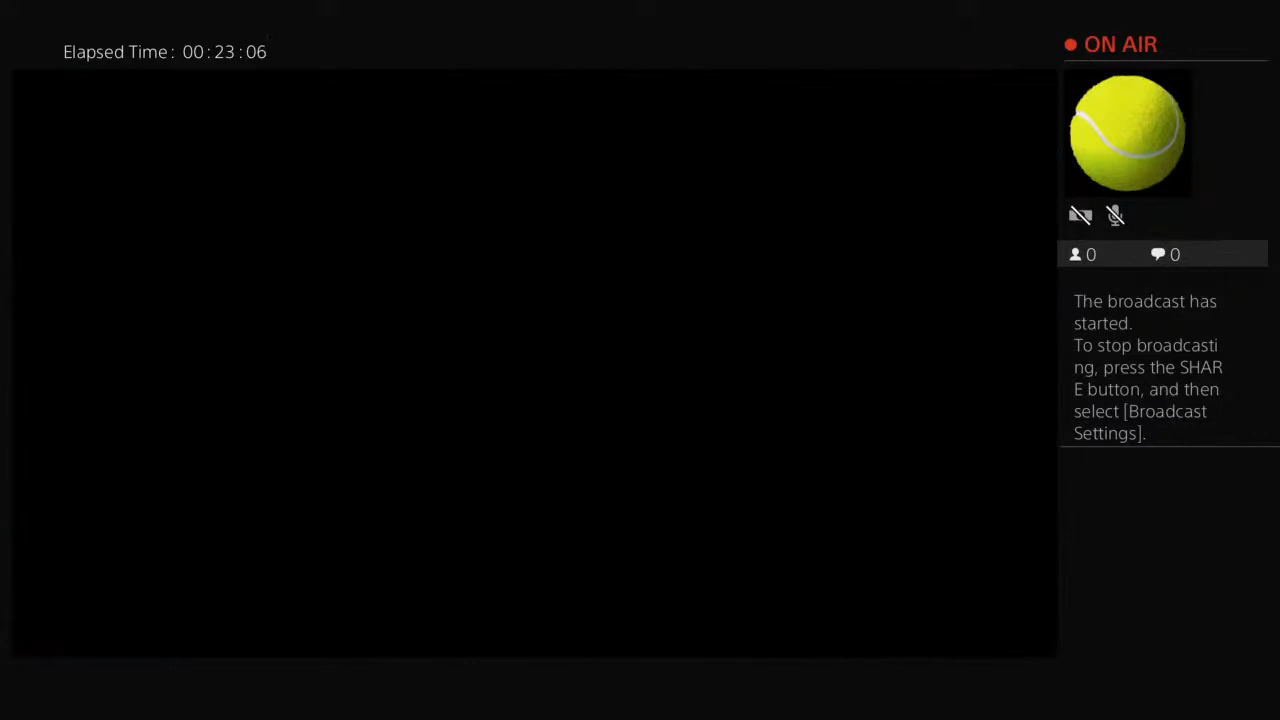 Elapsed Time: 00:23:06
ON AIR
0 0
The broadcast has
started.
To stop broadcasti
ng, press the SHAR
E button, and then
select [Broadcast
Settings].